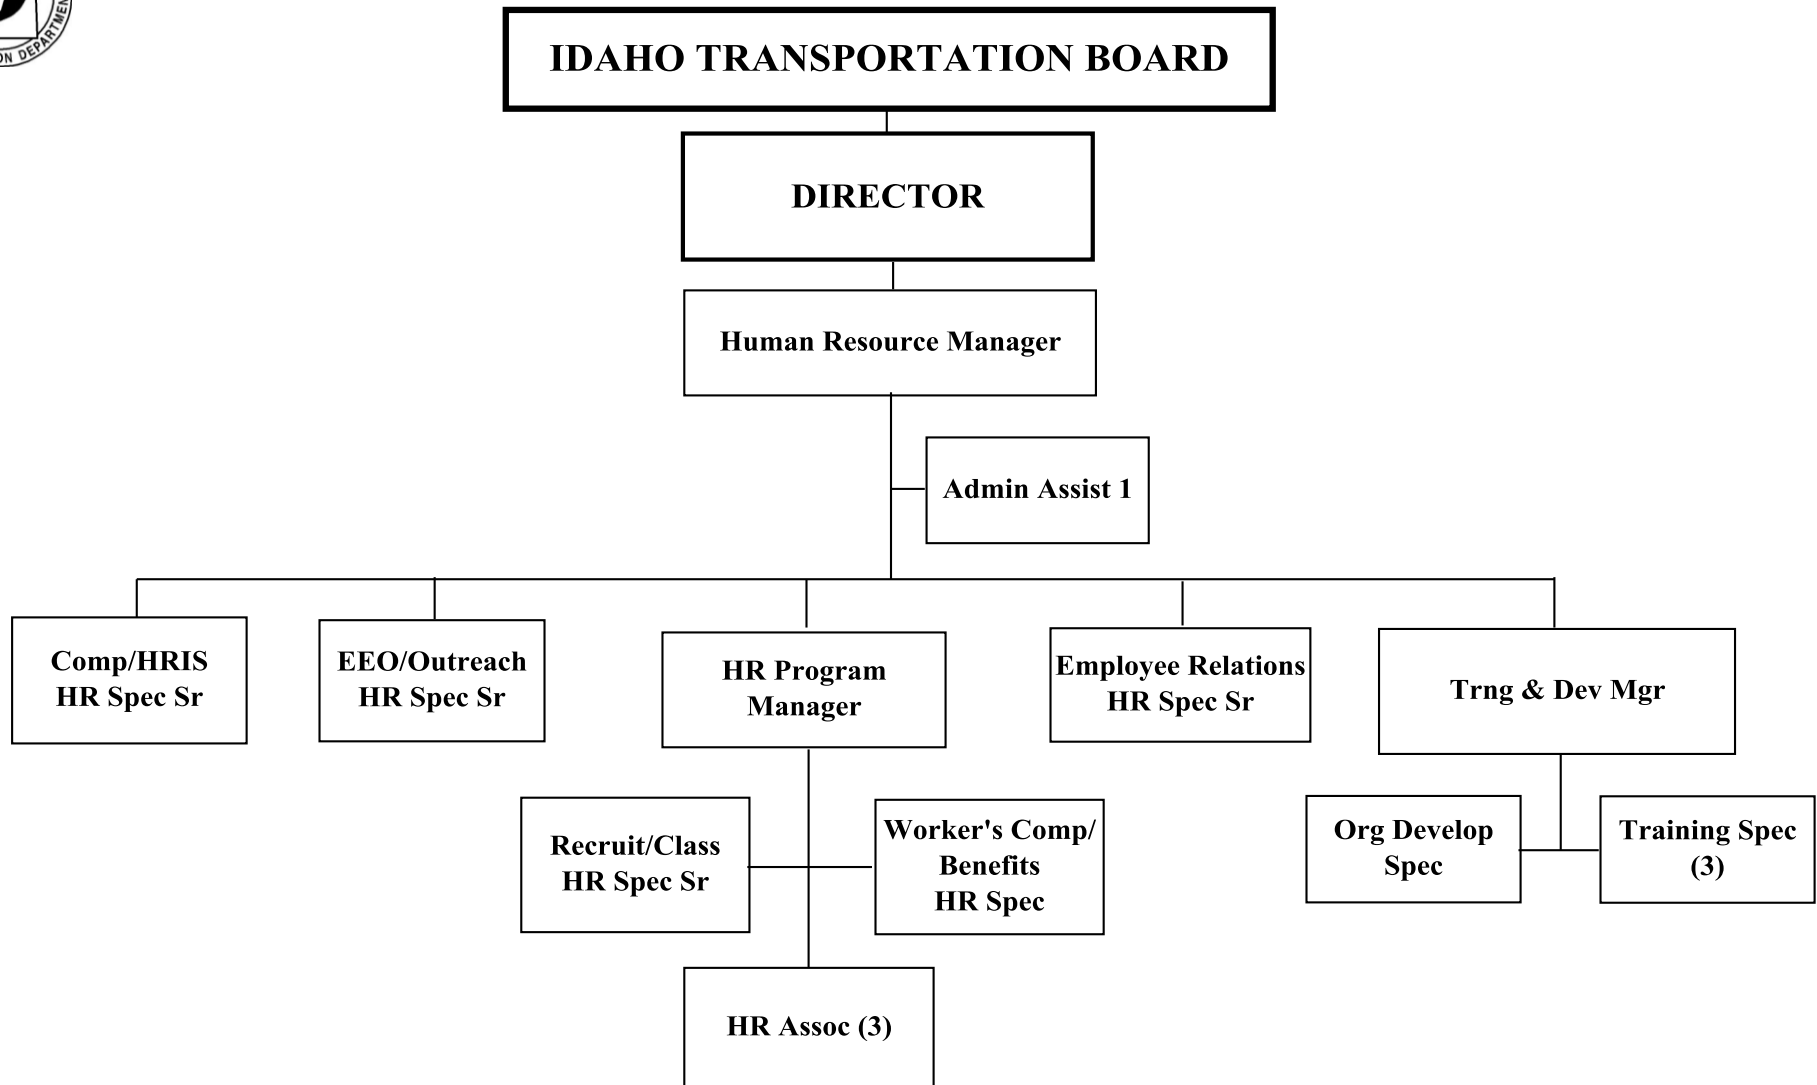 ON DEPARTMEN
IDAHO TRANSPORTATION BOARD
DIRECTOR
Human Resource Manager
Admin Assist 1
Comp/HRIS
HR Spec Sr
EEO/Outreach
HR Spec Sr
HR Program
Manager
Employee Relations
HR Spec Sr
Trng & Dev Mgr
Recruit/Class
HR Spec Sr
Worker's Comp/
Benefits
HR Spec
Org Develop
Spec
Training Spec
(3)
HR Assoc (3)